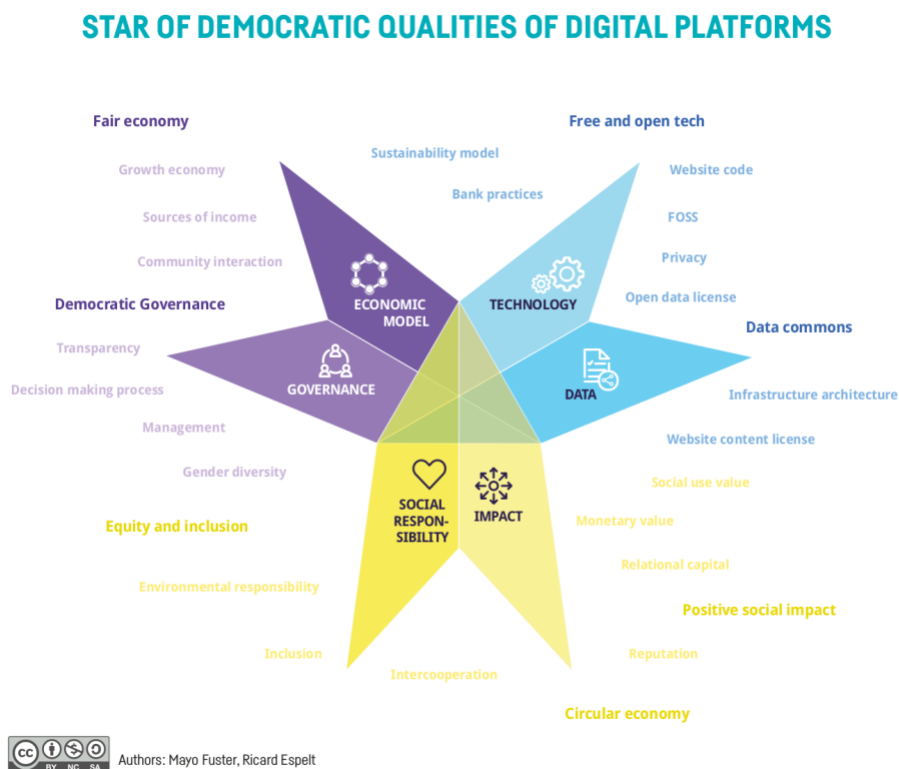 STAR OF DEMOCRATIC QUALITIES OF DIGITAL PLATFORMS
Fair economy
Free and open tech
Sustainability model
Growth economy
Website code
Bank practices
Sources of income
FOSS
Community interaction
Privacy
Open data license
Democratic Governance
ECONOMIC
MODEL
TECHNOLOGY
Data commons
Transparency
Decision making process
GOVERNANCE
DATA
Infrastructure architecture
Management
Website content license
Gender diversity
Social use value
SOCIAL
RESPON-
SIBILITY
IMPACT
Monetary value
Equity and inclusion
Relational capital
Environmental responsibility
Positive social impact
Inclusion
Reputation
Intercooperation
Circular economy
cc
BY NC SA
Authors: Mayo Fuster, Ricard Espelt